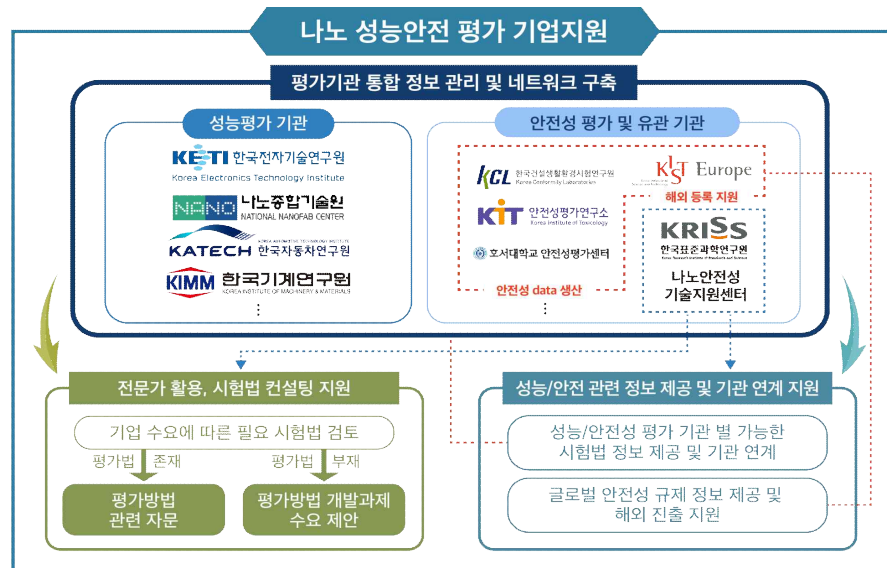 나노 성능안전 평가 기업지원
평가기관 통합 정보 관리 및 네트워크 구축
성능평가 기관
KETI 한국전자기술연구원
Korea Electronics Technology Institute
NANO 나노종합기술원
NATIONAL NANOFAB CENTER
KATECH 한국자동차연구원
KOREA AUTOMOTIVE TECHNOLOGY INSTITUTE
KIMM 한국기계연구원
KOREA INSTITUTE OF MACHINERY & MATERIALS
⋮
안전성 평가 및 유관 기관
KCL 한국건설생활환경시험연구원
Korea Conformity Laboratories
KIST Europe
해외 등록 지원
KIT 안전성평가연구소
Korea Institute of Toxicology
호서대학교 안전성평가센터
안전성 data 생산
⋮
KRISS
한국표준과학연구원
Korea Research Institute of Standards and Science
나노안전성
기술지원센터
전문가 활용, 시험법 컨설팅 지원
기업 수요에 따른 필요 시험법 검토
평가법 존재
평가법 부재
평가방법
관련 자문
평가방법 개발과제
수요 제안
성능/안전 관련 정보 제공 및 기관 연계 지원
성능/안전성 평가 기관 별 가능한
시험법 정보 제공 및 기관 연계
글로벌 안전성 규제 정보 제공 및
해외 진출 지원